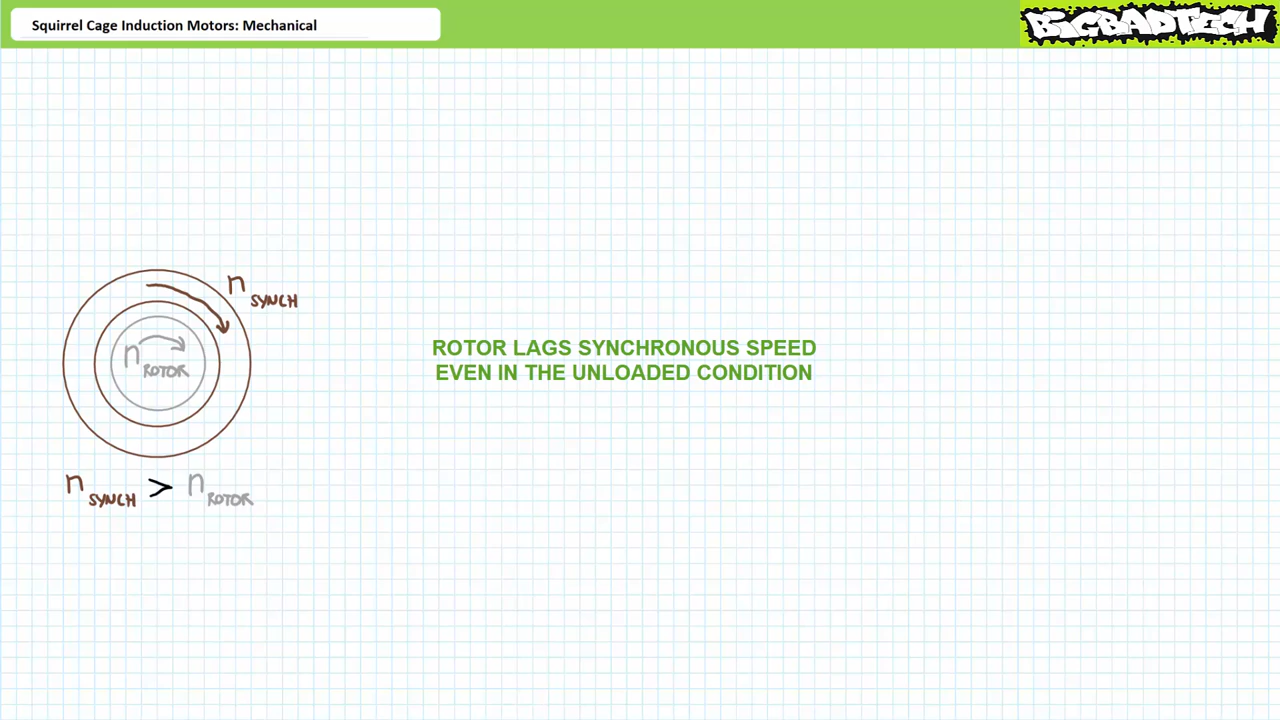 Squirrel Cage Induction Motors: Mechanical
BIGBADTECH
n SYNCH
n ROTOR
ROTOR LAGS SYNCHRONOUS SPEED
EVEN IN THE UNLOADED CONDITION
n SYNCH > n ROTOR